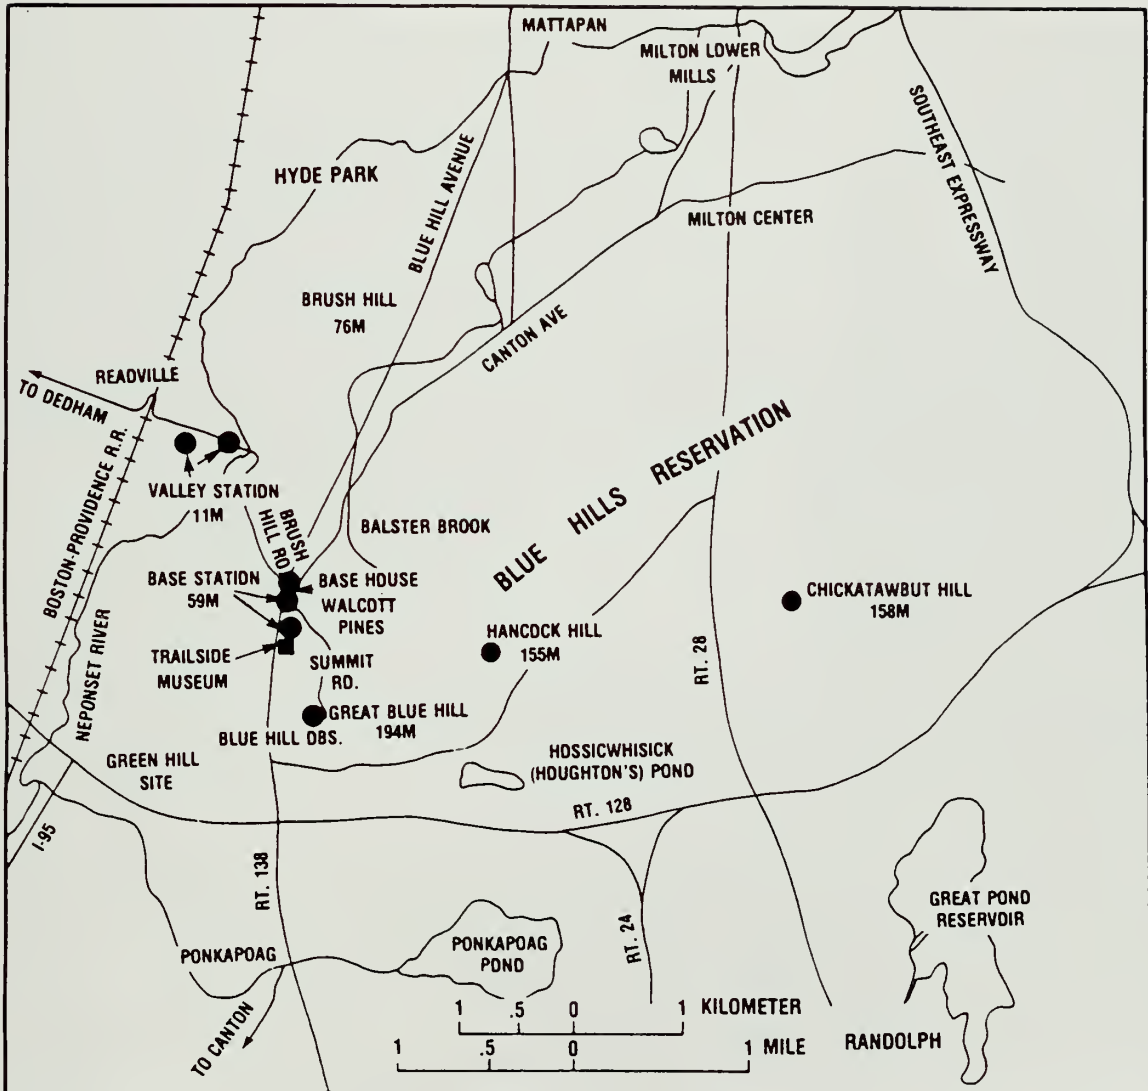 MATTAPAN
MILTON LOWER
MILLS
SOUTHEAST EXPRESSWAY
HYDE PARK
BLUE HILL AVENUE
MILTON CENTER
BRUSH HILL
76M
CANTON AVE
READVILLE
TO DEDHAM
BOSTON-PROVIDENCE R.R.
VALLEY STATION
11M
BLUE HILLS RESERVATION
BRUSH
HILL RD
BALSTER BROOK
BASE STATION
59M
BASE HOUSE
WALCOTT
PINES
CHICKATAWBUT HILL
158M
HANCOCK HILL
155M
NEPONSET RIVER
TRAILSIDE
MUSEUM
SUMMIT
RD.
RT. 28
GREAT BLUE HILL
194M
BLUE HILL OBS.
GREEN HILL
SITE
HOSSICWHISICK
(HOUGHTON'S) POND
RT. 128
I-95
RT. 138
RT. 24
GREAT POND
RESERVOIR
PONKAPOAG
PONKAPOAG
POND
TO CANTON
1 .5 0 1 KILOMETER
1 .5 0 1 MILE
RANDOLPH